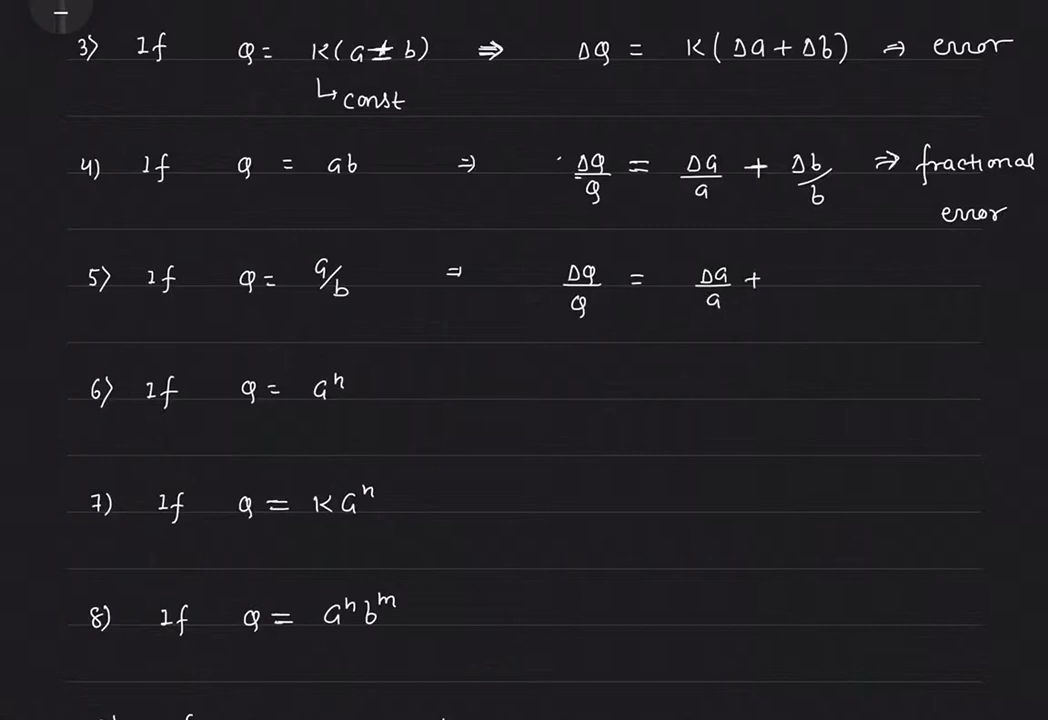 3) If Q = K(a ± b) ⇒ ΔQ = K(Δa + Δb) ⇒ error
↳ const
4) If Q = ab ⇒ ΔQ/Q = Δa/a + Δb/b ⇒ fractional
error
5) If Q = a/b ⇒ ΔQ/Q = Δa/a +
6) If Q = aⁿ
7) If Q = Kaⁿ
8) If Q = aⁿbᵐ